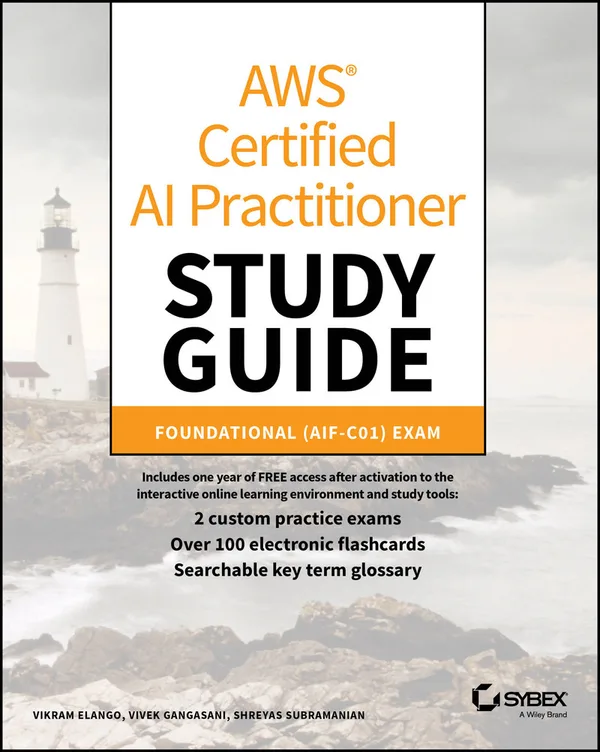 AWS®
Certified
AI Practitioner
STUDY
GUIDE
FOUNDATIONAL (AIF-C01) EXAM
Includes one year of FREE access after activation to the
interactive online learning environment and study tools:
2 custom practice exams
Over 100 electronic flashcards
Searchable key term glossary
VIKRAM ELANGO, VIVEK GANGASANI, SHREYAS SUBRAMANIAN
SYBEX®
A Wiley Brand